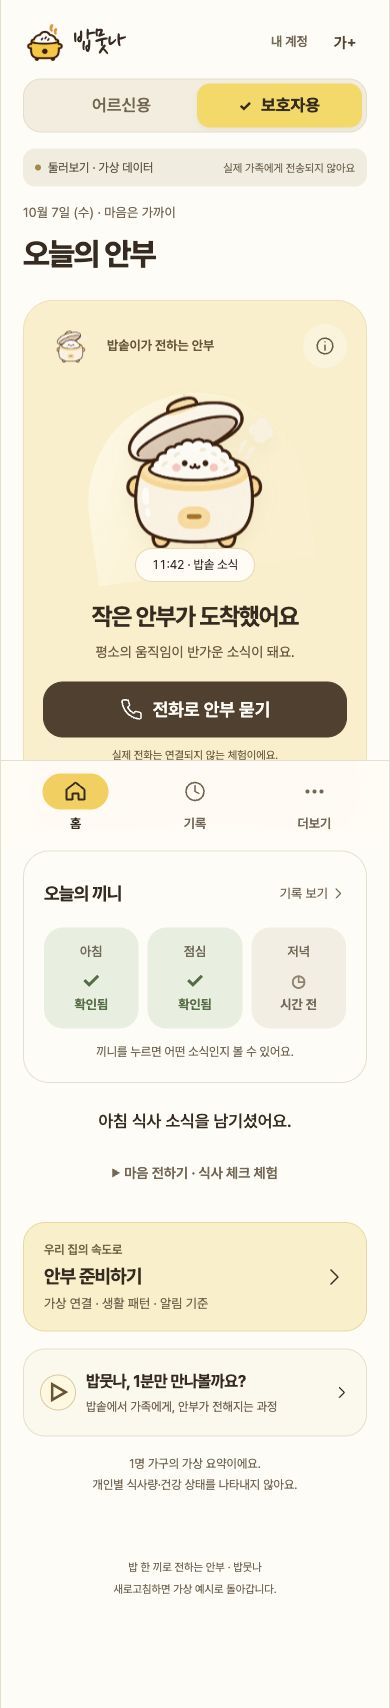 밥뭇나
내 계정
가+
어르신용
보호자용
둘러보기 · 가상 데이터
실제 가족에게 전송되지 않아요
10월 7일 (수) · 마음은 가까이
오늘의 안부
밥솥이가 전하는 안부
11:42 · 밥솥 소식
작은 안부가 도착했어요
평소의 움직임이 반가운 소식이 돼요.
전화로 안부 묻기
실제 전화는 연결되지 않는 체험이에요.
홈
기록
더보기
오늘의 끼니
기록 보기
아침
점심
저녁
확인됨
확인됨
시간 전
끼니를 누르면 어떤 소식인지 볼 수 있어요.
아침 식사 소식을 남기셨어요.
마음 전하기 · 식사 체크 체험
우리 집의 속도로
안부 준비하기
가상 연결 · 생활 패턴 · 알림 기준
밥뭇나, 1분만 만나볼까요?
밥솥에서 가족에게, 안부가 전해지는 과정
1명 가구의 가상 요약이에요.
개인별 식사량·건강 상태를 나타내지 않아요.
밥 한 끼로 전하는 안부 · 밥뭇나
새로고침하면 가상 예시로 돌아갑니다.